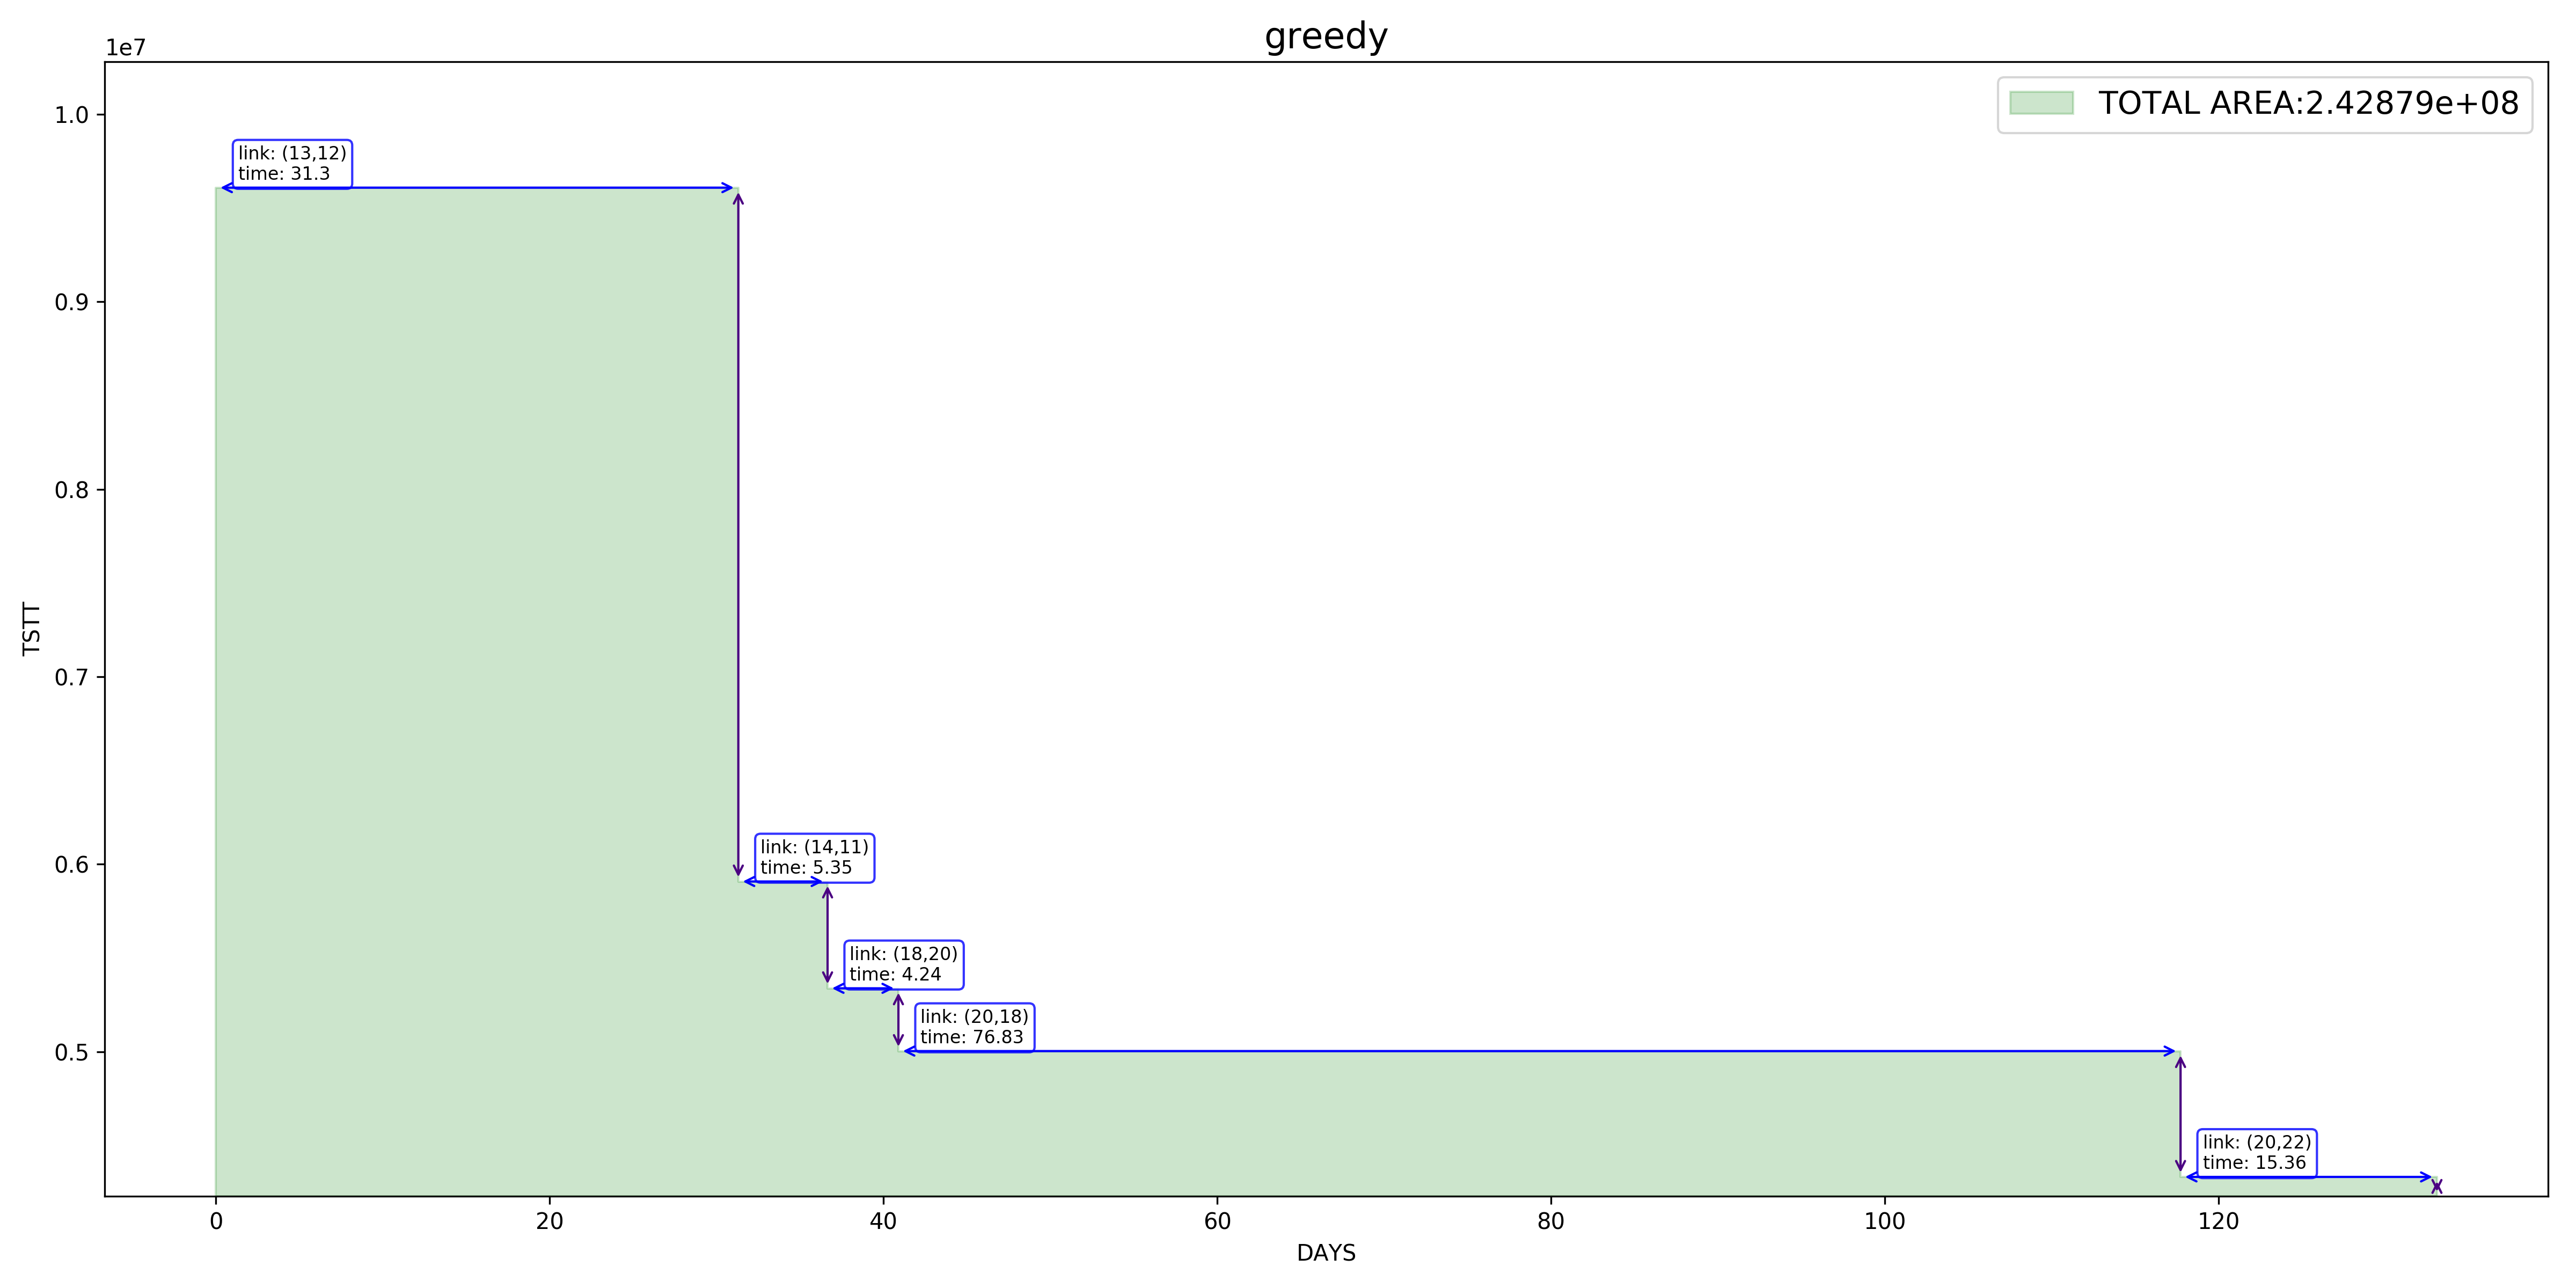 greedy
1e7
TOTAL AREA:2.42879e+08
1.0
0.9
0.8
0.7
0.6
0.5
TSTT
link: (13,12)
time: 31.3
link: (14,11)
time: 5.35
link: (18,20)
time: 4.24
link: (20,18)
time: 76.83
link: (20,22)
time: 15.36
0
20
40
60
80
100
120
DAYS